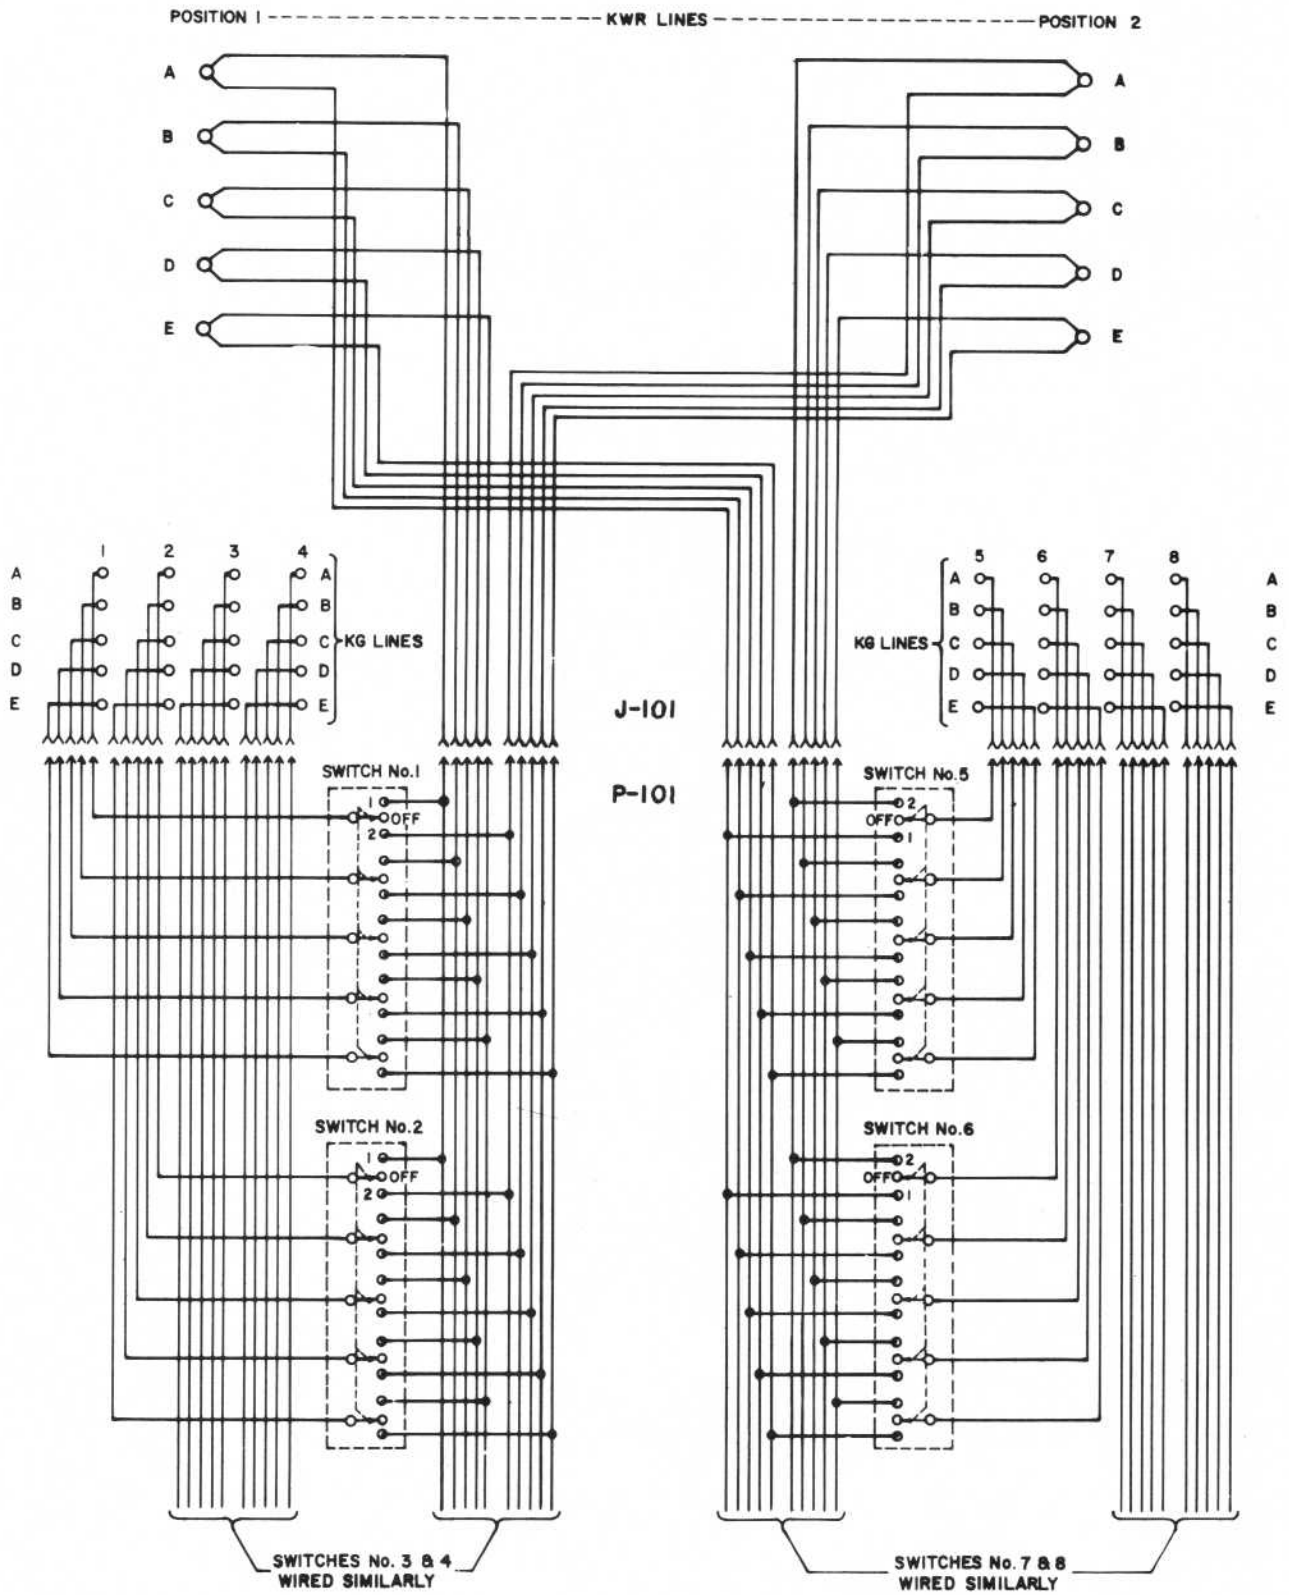 POSITION 1 KWR LINES POSITION 2
A A
B B
C C
D D
E E
1 2 3 4
A A
B B
C C KG LINES
D D
E E
5 6 7 8
A A
B B
KG LINES C C
D D
E E
J-101
P-101
SWITCH No.1
1
OFF
2
SWITCH No.5
2
OFF
1
SWITCH No.2
1
OFF
2
SWITCH No.6
2
OFF
1
SWITCHES No. 3 & 4
WIRED SIMILARLY
SWITCHES No. 7 & 8
WIRED SIMILARLY